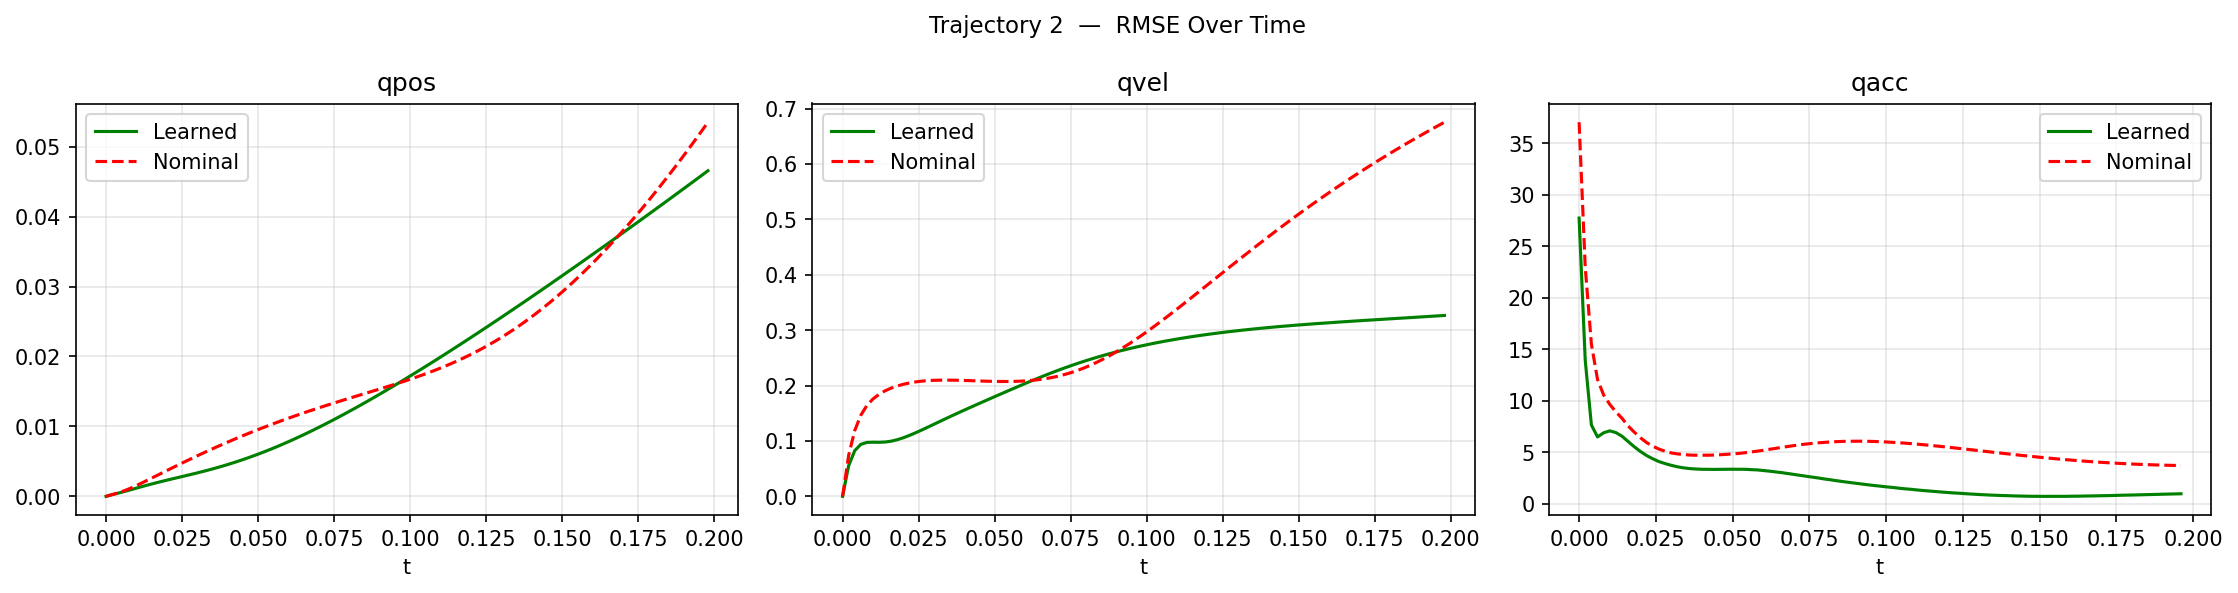 Trajectory 2  —  RMSE Over Time
qpos
Learned
Nominal
0.05
0.04
0.03
0.02
0.01
0.00
0.000 0.025 0.050 0.075 0.100 0.125 0.150 0.175 0.200
t
qvel
Learned
Nominal
0.7
0.6
0.5
0.4
0.3
0.2
0.1
0.0
0.000 0.025 0.050 0.075 0.100 0.125 0.150 0.175 0.200
t
qacc
Learned
Nominal
35
30
25
20
15
10
5
0
0.000 0.025 0.050 0.075 0.100 0.125 0.150 0.175 0.200
t